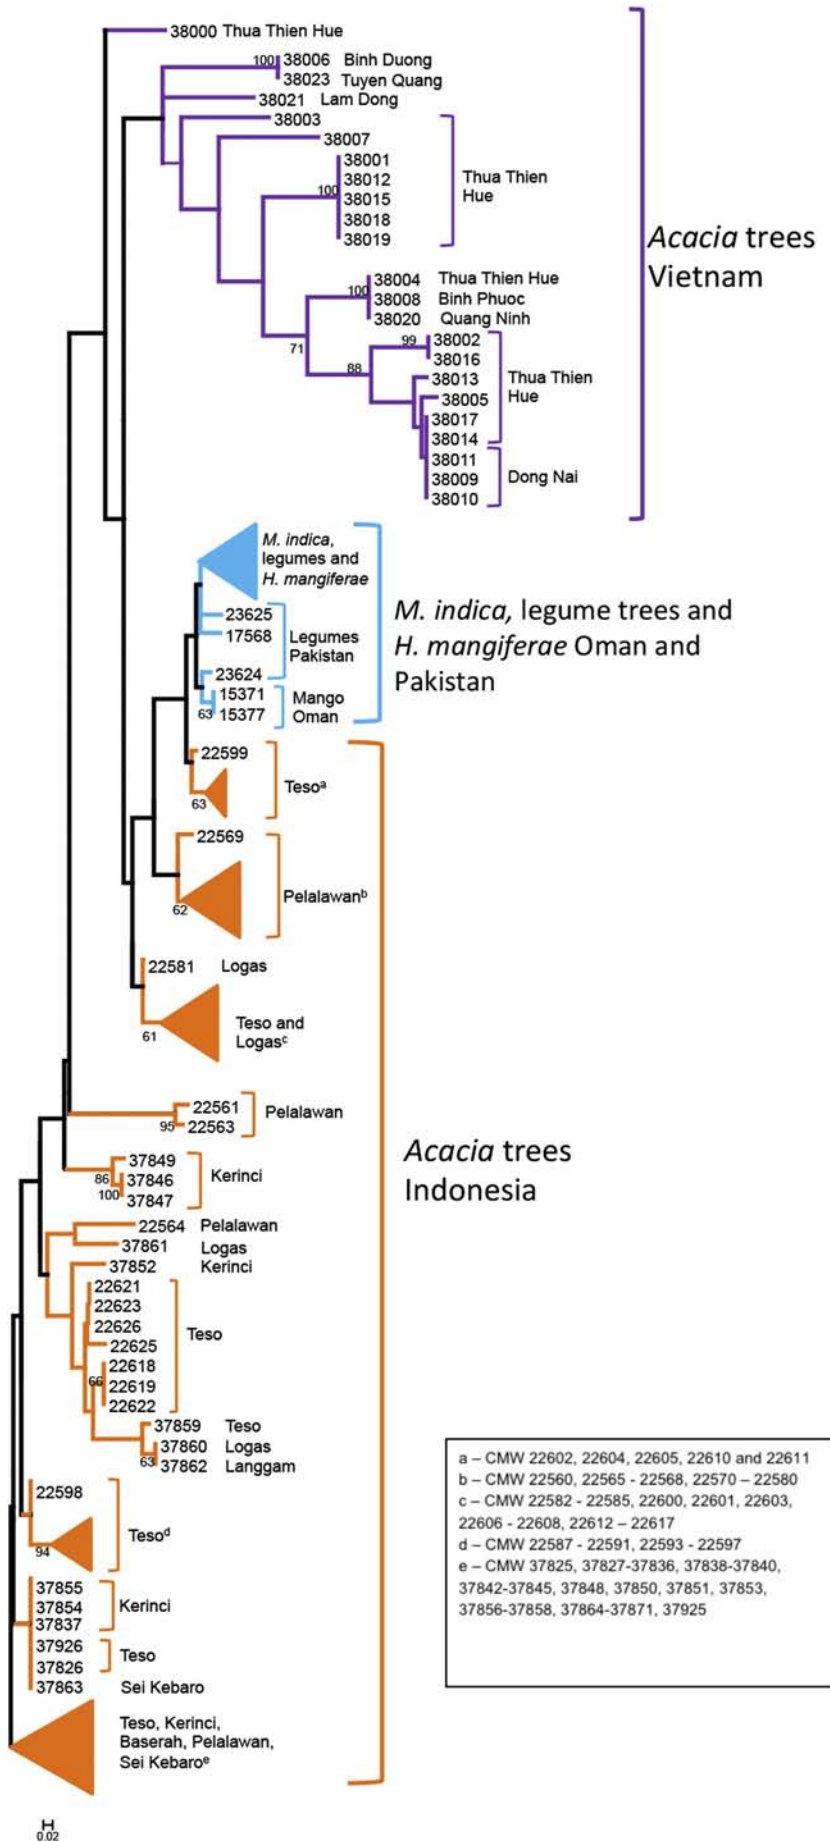 38000 Thua Thien Hue
100
38006 Binh Duong
38023 Tuyen Quang
38021 Lam Dong
38003
38007
38001
38012
100
38015
38018
38019
Thua Thien
Hue
Acacia trees
Vietnam
38004 Thua Thien Hue
100
38008 Binh Phuoc
38020 Quang Ninh
71
99
38002
38016
88
38013
38005
38017
38014
Thua Thien
Hue
38011
38009
38010
Dong Nai
M. indica,
legumes and
H. mangiferae
23625
17568
Legumes
Pakistan
23624
15371
15377
63
Mango
Oman
M. indica, legume trees and
H. mangiferae Oman and
Pakistan
22599
63
Tesoᵃ
22569
62
Pelalawanᵇ
22581 Logas
61
Teso and
Logasᶜ
22561
95
22563
Pelalawan
37849
86
37846
100
37847
Kerinci
Acacia trees
Indonesia
22564 Pelalawan
37861 Logas
37852 Kerinci
22621
22623
22626
22625
22618
66
22619
22622
Teso
37859 Teso
37860 Logas
63
37862 Langgam
22598
94
Tesoᵈ
37855
37854
37837
Kerinci
37926
37826
Teso
37863 Sei Kebaro
Teso, Kerinci,
Baserah, Pelalawan,
Sei Kebaroᵉ
0.02
a – CMW 22602, 22604, 22605, 22610 and 22611
b – CMW 22560, 22565 - 22568, 22570 – 22580
c – CMW 22582 - 22585, 22600, 22601, 22603,
22606 - 22608, 22612 – 22617
d – CMW 22587 - 22591, 22593 - 22597
e – CMW 37825, 37827-37836, 37838-37840,
37842-37845, 37848, 37850, 37851, 37853,
37856-37858, 37864-37871, 37925